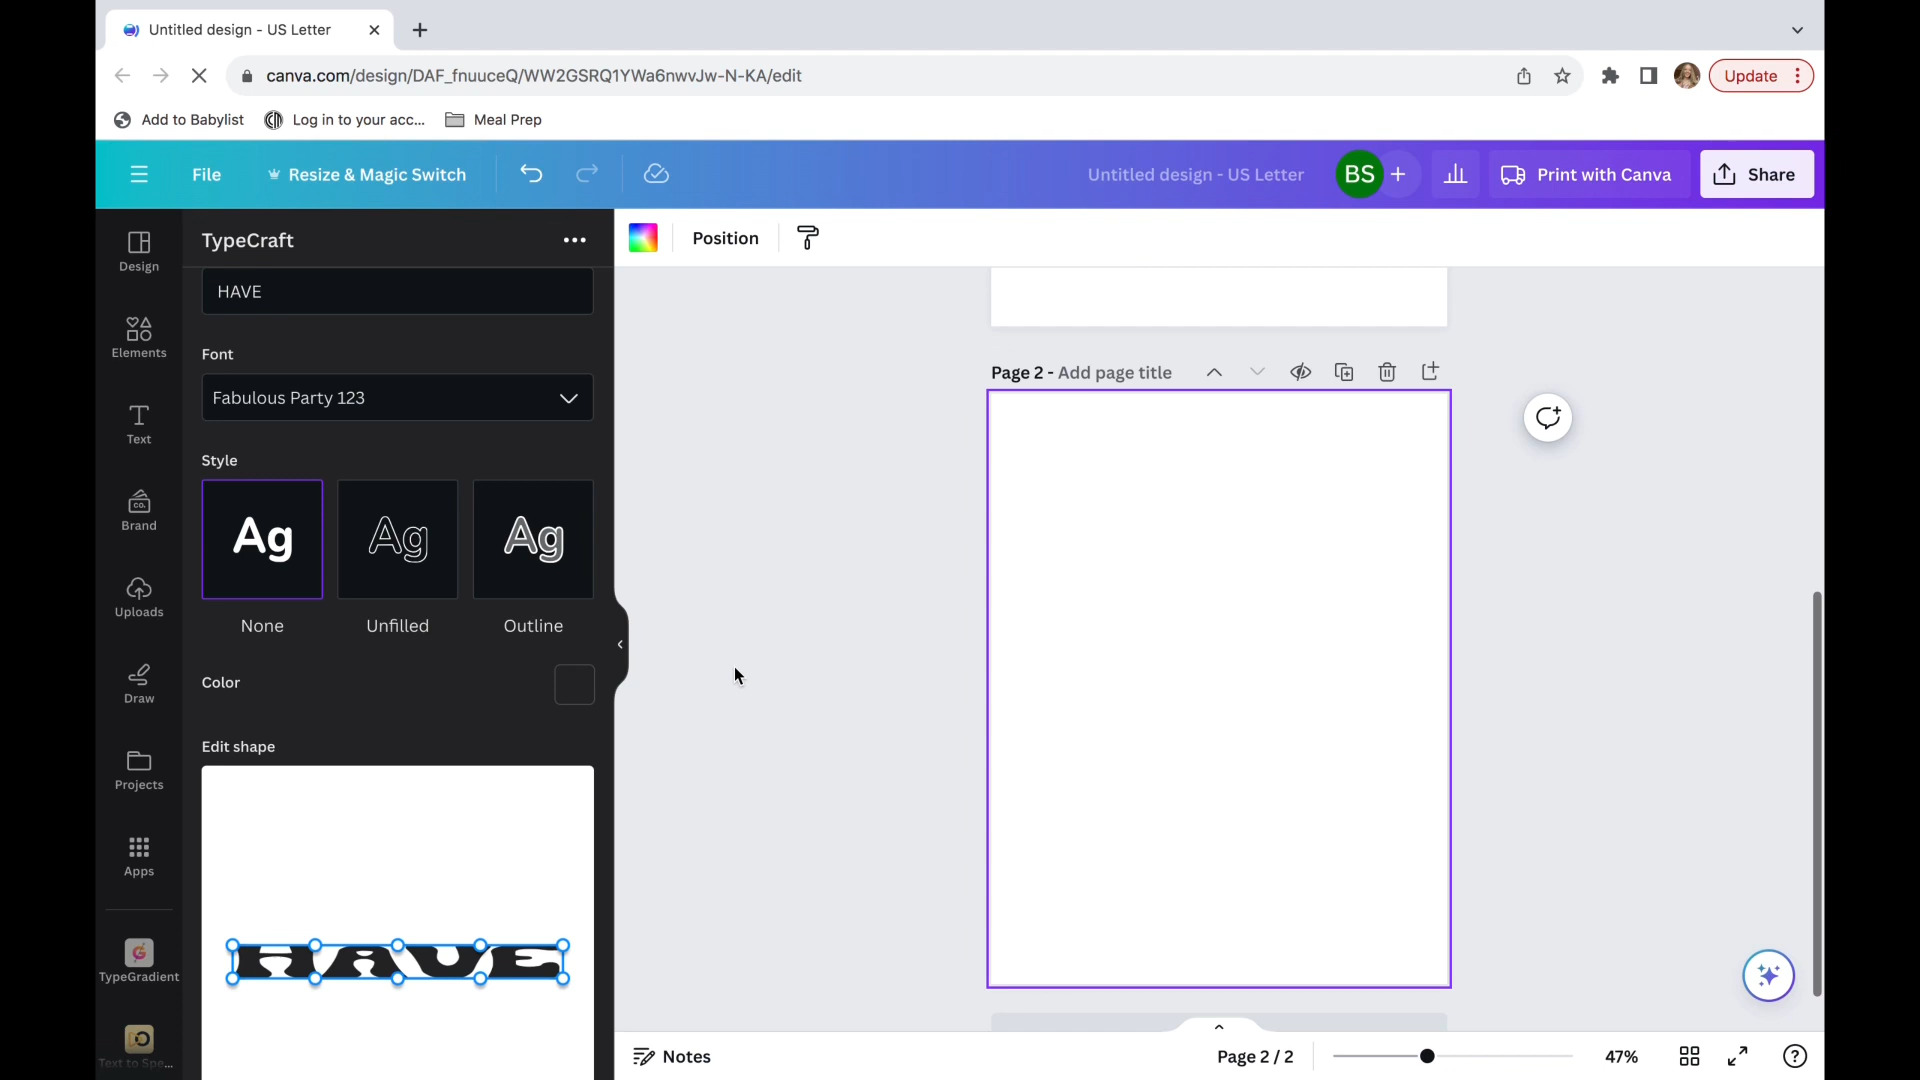 Untitled design - US Letter
canva.com/design/DAF_fnuuceQ/WW2GSRQ1YWa6nwvJw-N-KA/edit
Update
Add to Babylist
Log in to your acc...
Meal Prep
File
Resize & Magic Switch
Untitled design - US Letter
BS
Print with Canva
Share
Design
Elements
Text
Brand
Uploads
Draw
Projects
Apps
TypeGradient
Text to Spe...
TypeCraft
HAVE
Font
Fabulous Party 123
Style
Ag
Ag
Ag
None
Unfilled
Outline
Color
Edit shape
HAVE
Position
Page 2 - Add page title
Notes
Page 2 / 2
47%